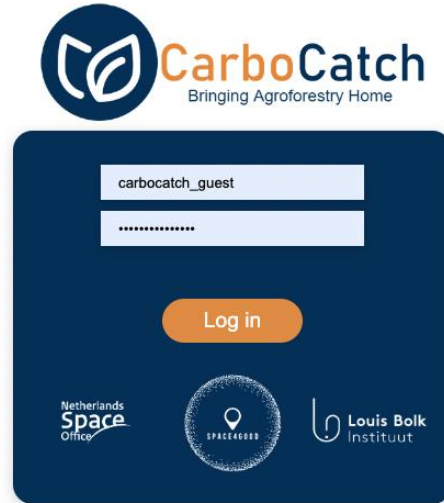 CarboCatch
Bringing Agroforestry Home
carbocatch_guest
•••••••••••••••
Log in
Netherlands
Space
Office
SPACE4GOOD
Louis Bolk
Instituut